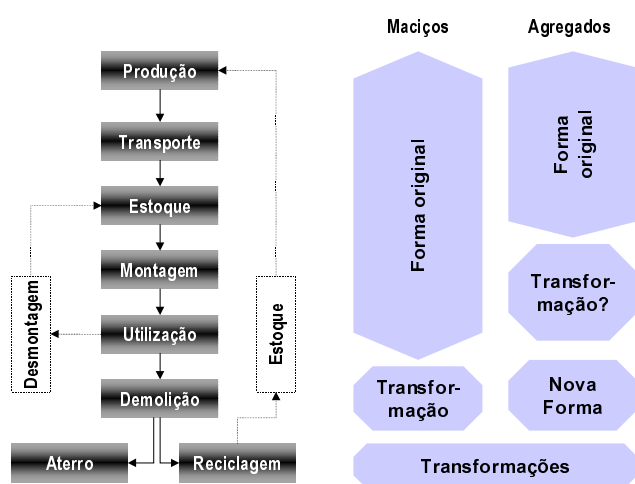 Maciços
Agregados
Produção
Transporte
Estoque
Montagem
Utilização
Demolição
Aterro
Reciclagem
Desmontagem
Estoque
Forma original
Transfor-
mação
Forma
original
Transfor-
mação?
Nova
Forma
Transformações